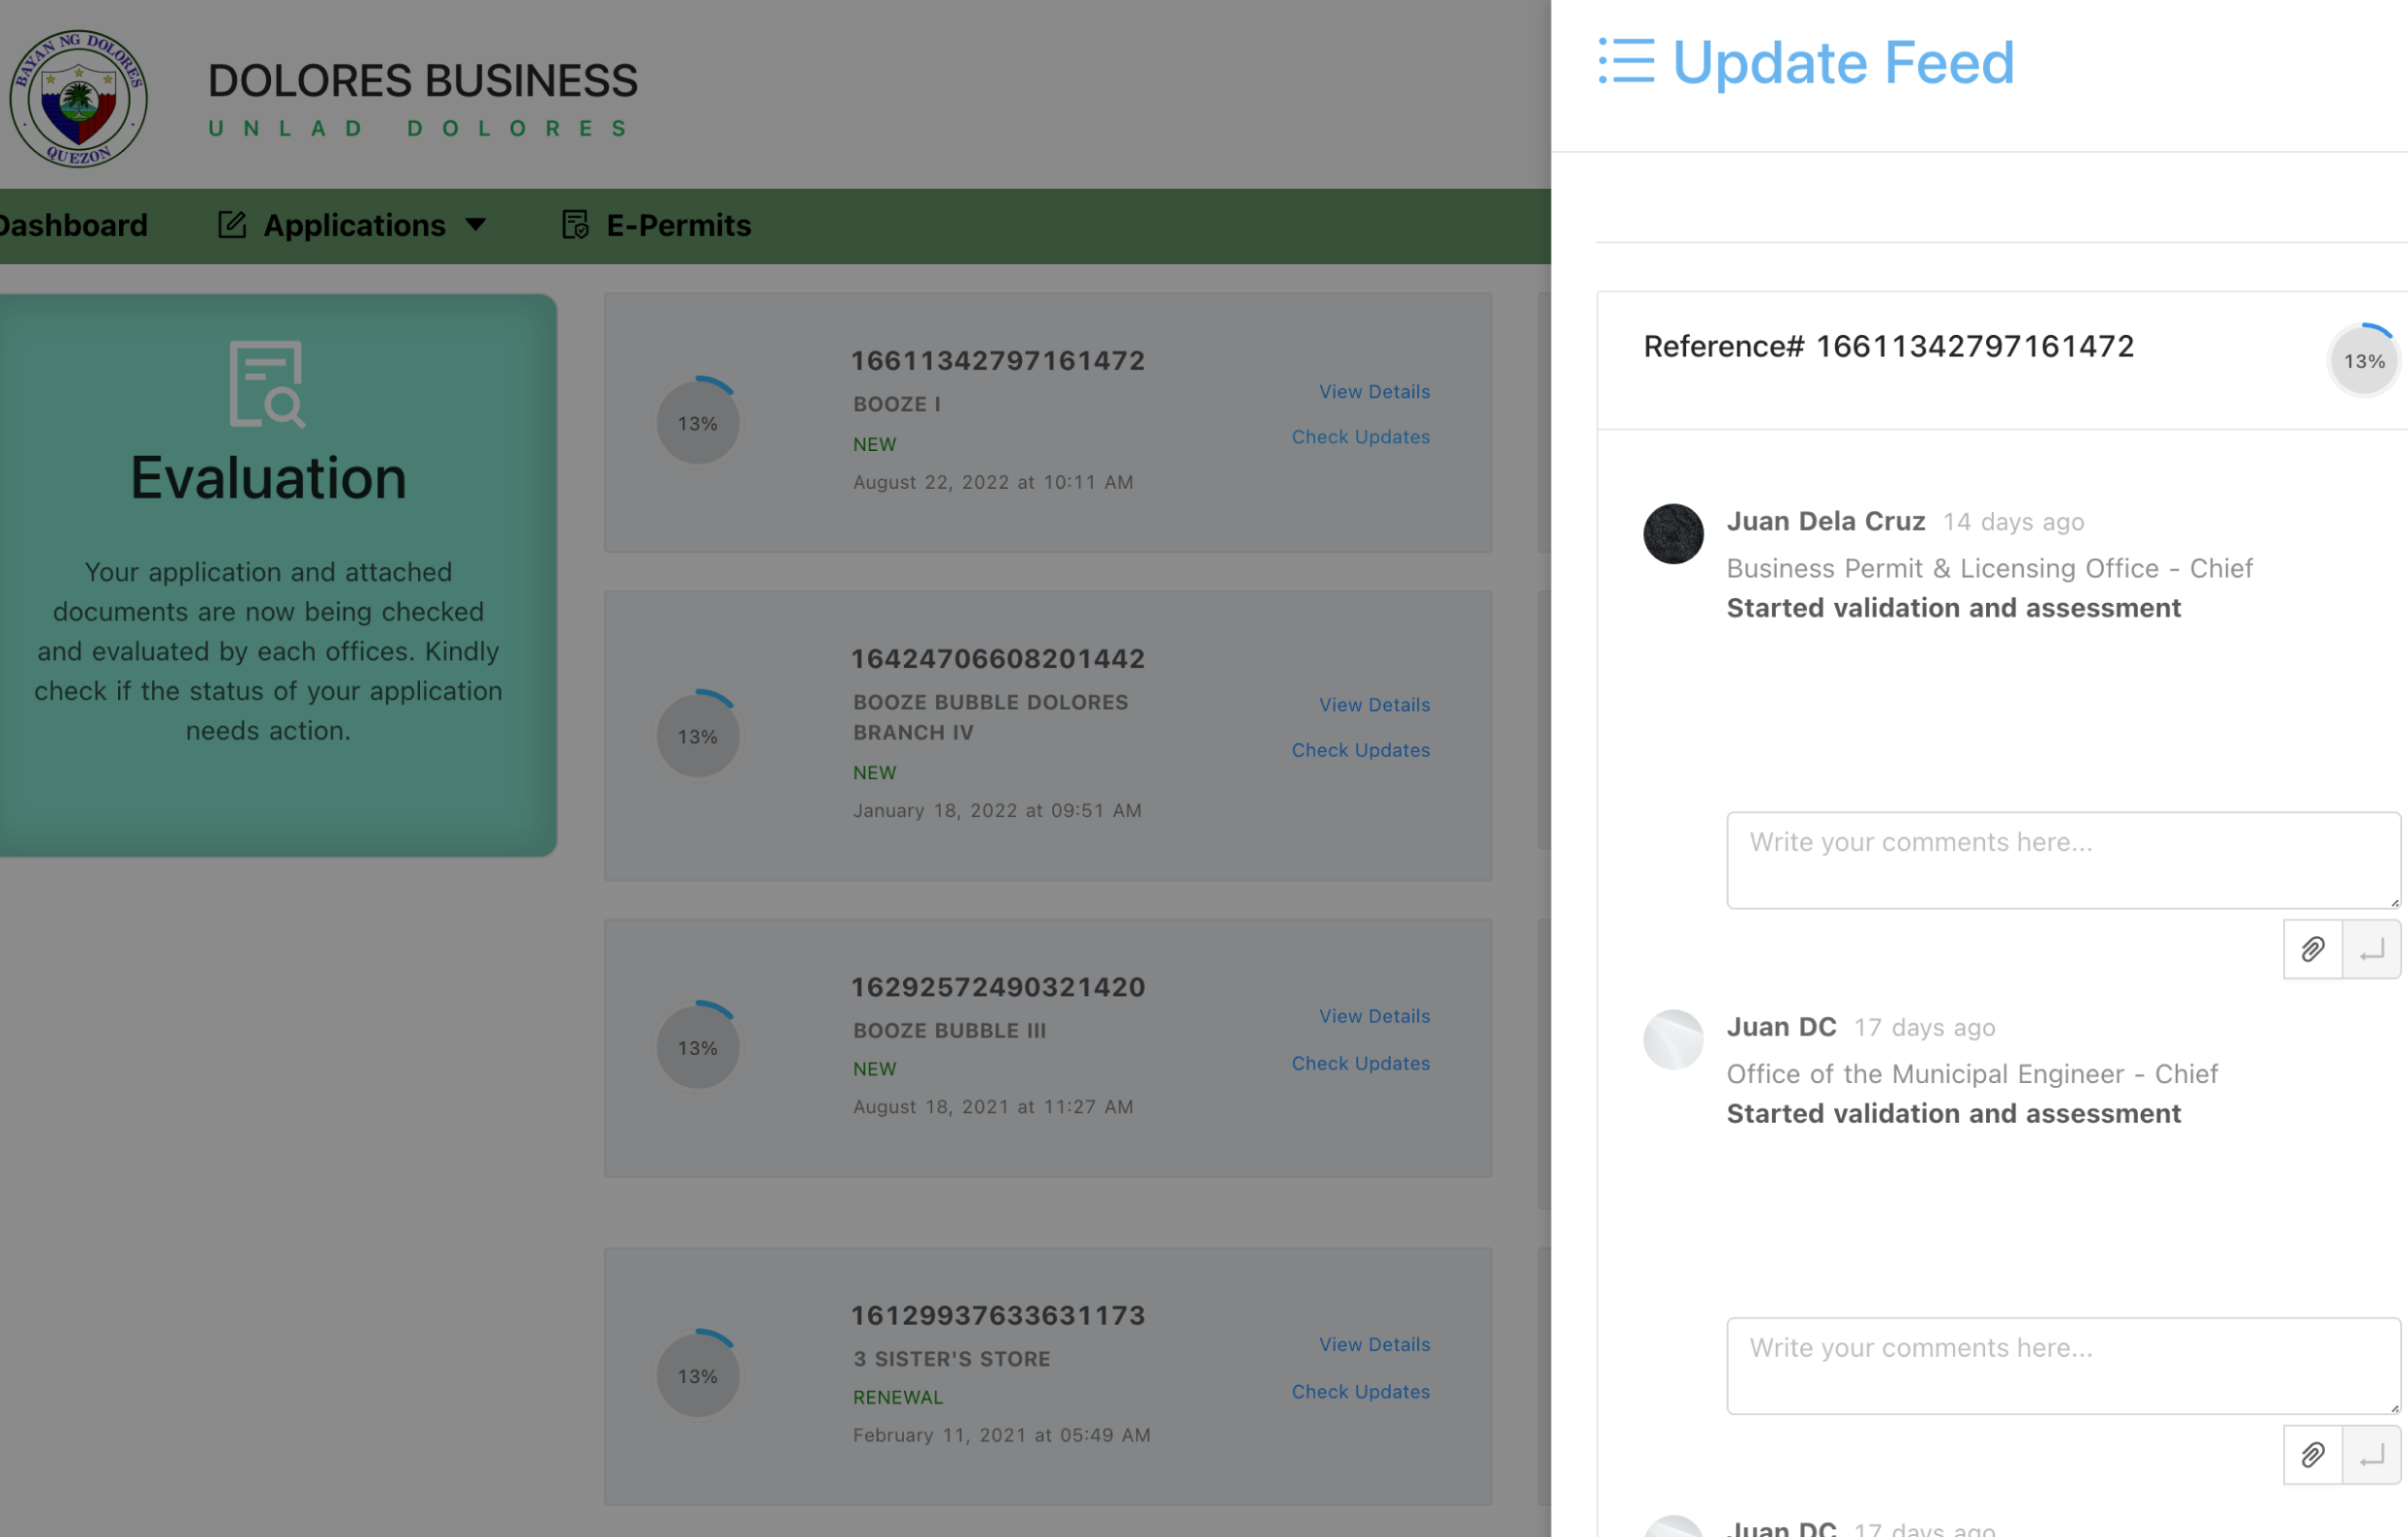 BAYAN NG DOLORES
QUEZON
DOLORES BUSINESS
UNLAD DOLORES
Dashboard
Applications
E-Permits
Evaluation
Your application and attached
documents are now being checked
and evaluated by each offices. Kindly
check if the status of your application
needs action.
13%
16611342797161472
BOOZE I
NEW
August 22, 2022 at 10:11 AM
View Details
Check Updates
13%
16424706608201442
BOOZE BUBBLE DOLORES
BRANCH IV
NEW
January 18, 2022 at 09:51 AM
View Details
Check Updates
13%
16292572490321420
BOOZE BUBBLE III
NEW
August 18, 2021 at 11:27 AM
View Details
Check Updates
13%
16129937633631173
3 SISTER'S STORE
RENEWAL
February 11, 2021 at 05:49 AM
View Details
Check Updates
Update Feed
Reference# 16611342797161472
13%
Juan Dela Cruz 14 days ago
Business Permit & Licensing Office - Chief
Started validation and assessment
Write your comments here...
Juan DC 17 days ago
Office of the Municipal Engineer - Chief
Started validation and assessment
Write your comments here...
Juan DC 17 days ago